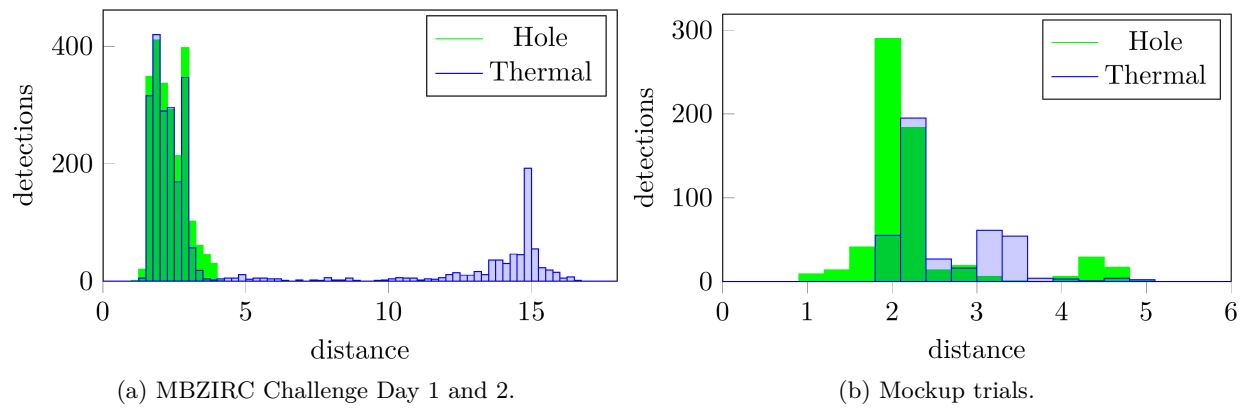 400
200
0
detections
0
5
10
15
distance
Hole
Thermal
(a) MBZIRC Challenge Day 1 and 2.
300
200
100
0
detections
0
1
2
3
4
5
6
distance
Hole
Thermal
(b) Mockup trials.